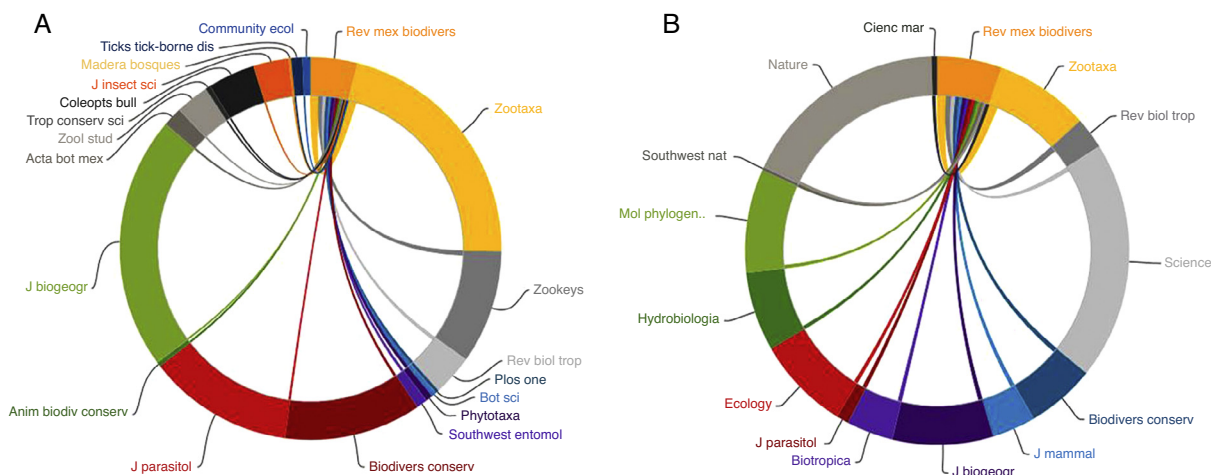 A
Community ecol
Rev mex biodivers
Ticks tick-borne dis
Madera bosques
J insect sci
Coleopts bull
Trop conserv sci
Zool stud
Acta bot mex
Zootaxa
J biogeogr
Zookeys
Rev biol trop
Plos one
Bot sci
Phytotaxa
Southwest entomol
Anim biodiv conserv
J parasitol
Biodivers conserv
B
Cienc mar
Rev mex biodivers
Nature
Zootaxa
Rev biol trop
Southwest nat
Mol phylogen..
Science
Hydrobiologia
Ecology
J parasitol
Biotropica
J biogeogr
J mammal
Biodivers conserv